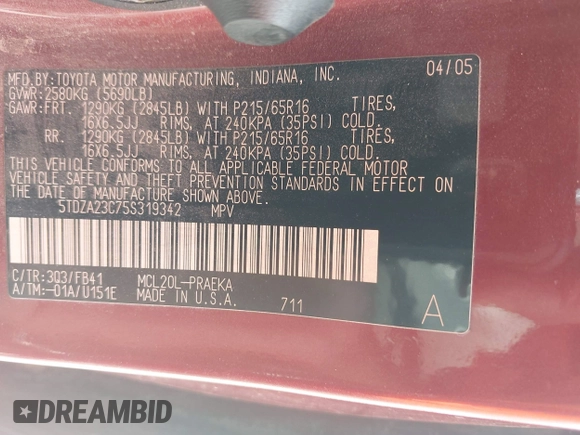 MFD.BY:TOYOTA MOTOR MANUFACTURING, INDIANA, INC. 04/05
GVWR:2580KG (5690LB)
GAWR:FRT. 1290KG (2845LB) WITH P215/65R16 TIRES,
16X6.5JJ RIMS, AT 240KPA (35PSI) COLD.
RR. 1290KG (2845LB) WITH P215/65R16 TIRES,
16X6.5JJ RIMS, AT 240KPA (35PSI) COLD.
THIS VEHICLE CONFORMS TO ALL APPLICABLE FEDERAL MOTOR
VEHICLE SAFETY AND THEFT PREVENTION STANDARDS IN EFFECT ON
THE DATE OF MANUFACTURE SHOWN ABOVE.
5TDZA23C75S319342 MPV
C/TR:3Q3/FB41 MCL20L-PRAEKA
A/TM:-01A/U151E MADE IN U.S.A. 711 A
DREAMBID